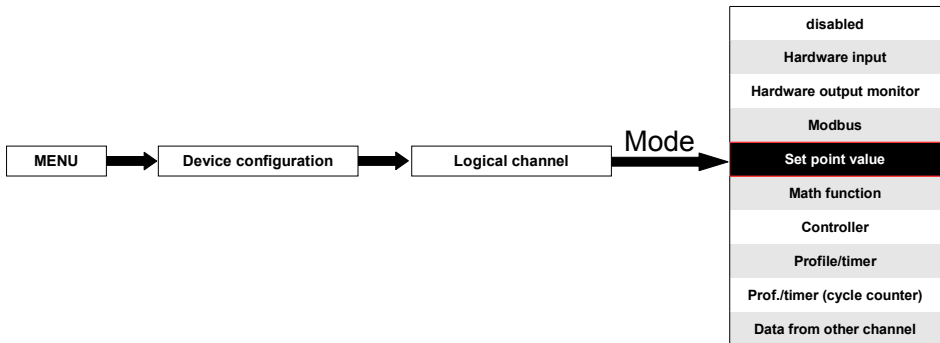 MENU
Device configuration
Logical channel
Mode
disabled
Hardware input
Hardware output monitor
Modbus
Set point value
Math function
Controller
Profile/timer
Prof./timer (cycle counter)
Data from other channel